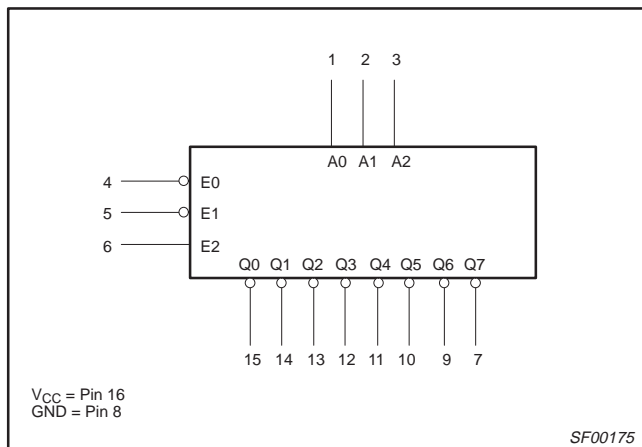 1 2 3
A0 A1 A2
4 E0
5 E1
6 E2
Q0 Q1 Q2 Q3 Q4 Q5 Q6 Q7
15 14 13 12 11 10 9 7
VCC = Pin 16
GND = Pin 8
SF00175